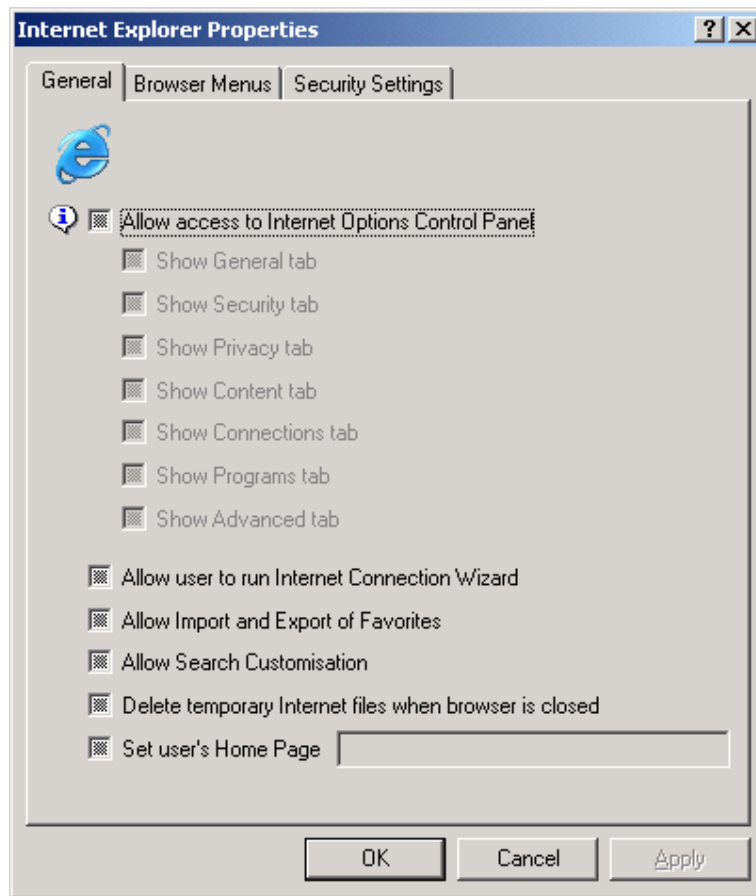 Internet Explorer Properties
General Browser Menus Security Settings
Allow access to Internet Options Control Panel
Show General tab
Show Security tab
Show Privacy tab
Show Content tab
Show Connections tab
Show Programs tab
Show Advanced tab
Allow user to run Internet Connection Wizard
Allow Import and Export of Favorites
Allow Search Customisation
Delete temporary Internet files when browser is closed
Set user's Home Page
OK Cancel Apply